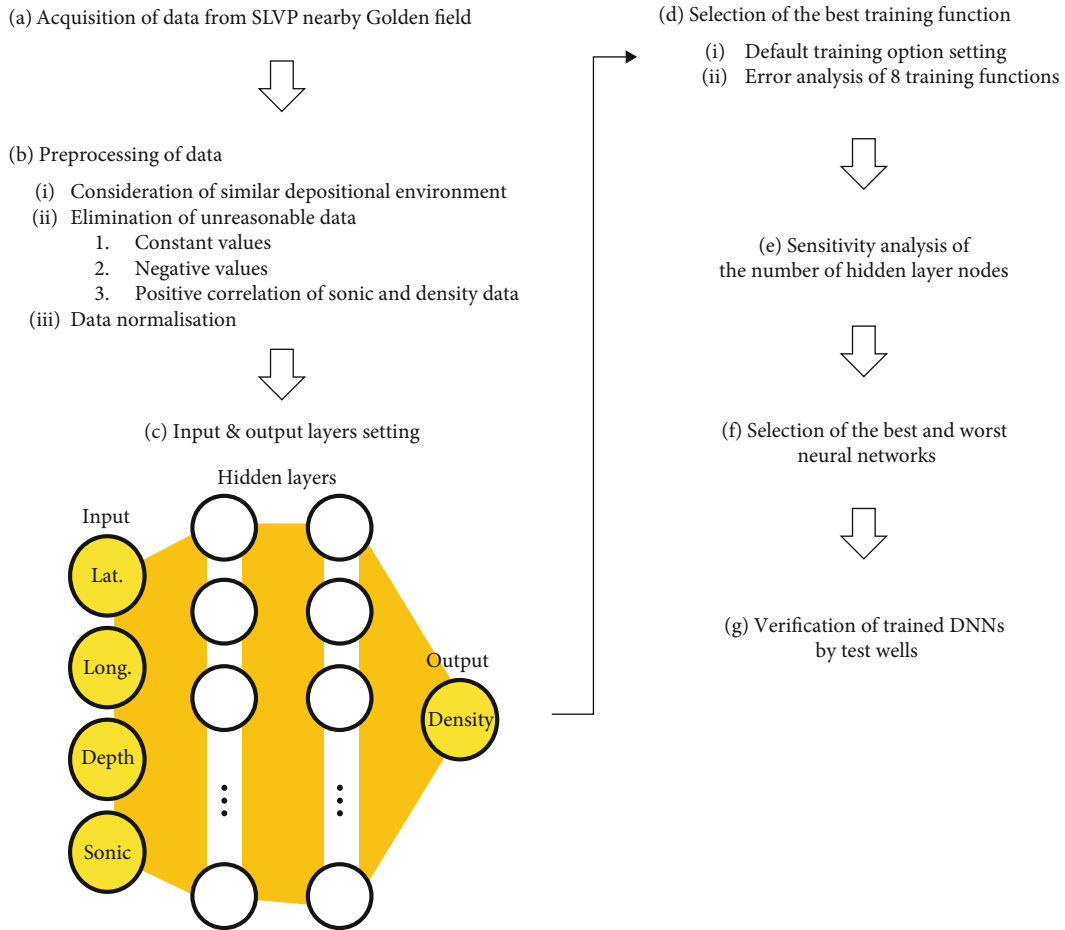 (a) Acquisition of data from SLVP nearby Golden field
(b) Preprocessing of data
(i) Consideration of similar depositional environment
(ii) Elimination of unreasonable data
1. Constant values
2. Negative values
3. Positive correlation of sonic and density data
(iii) Data normalisation
(c) Input & output layers setting
Hidden layers
Input
Lat.
Long.
Depth
Sonic
Output
Density
(d) Selection of the best training function
(i) Default training option setting
(ii) Error analysis of 8 training functions
(e) Sensitivity analysis of
the number of hidden layer nodes
(f) Selection of the best and worst
neural networks
(g) Verification of trained DNNs
by test wells